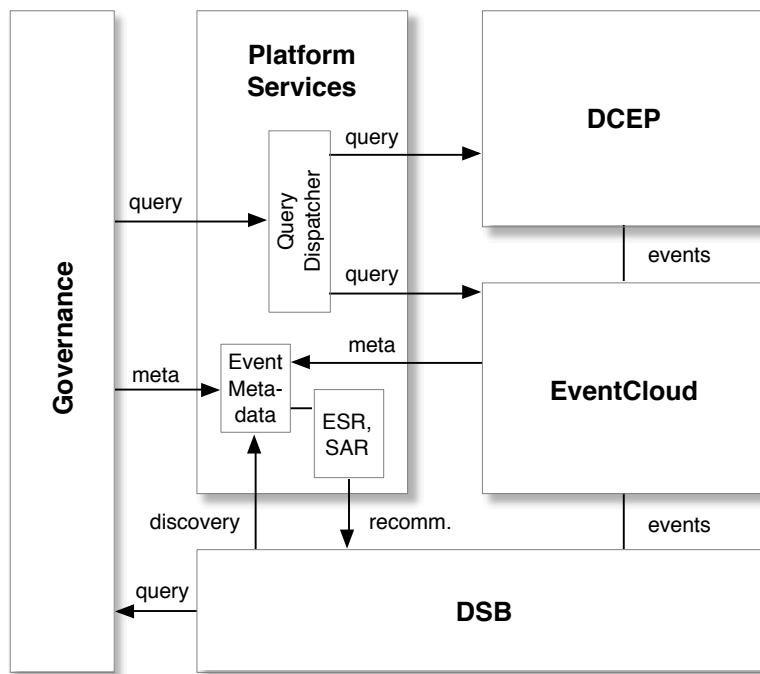 Platform
Services
DCEP
query
query
Query
Dispatcher
events
query
Governance
meta
meta
Event
Meta-
data
EventCloud
ESR,
SAR
discovery
recomm.
events
query
DSB